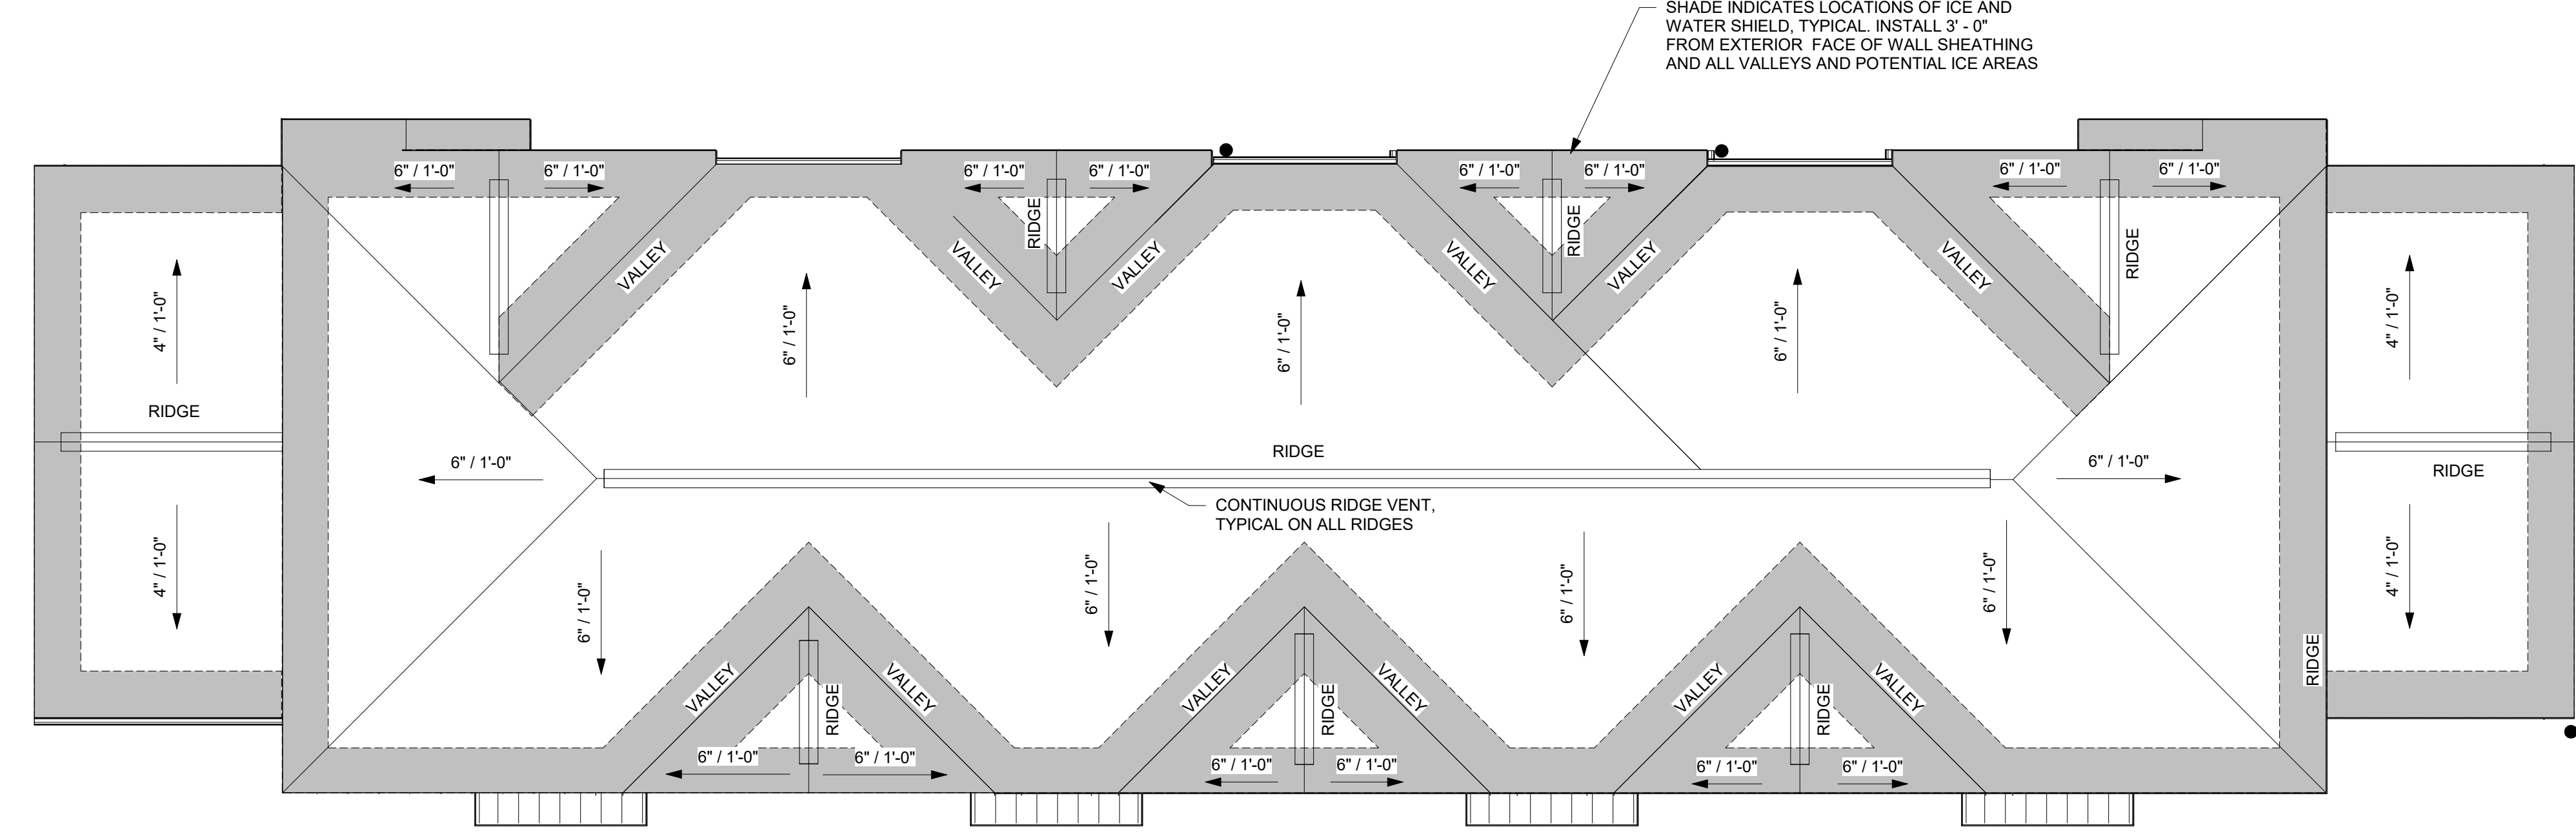 SHADE INDICATES LOCATIONS OF ICE AND
WATER SHIELD, TYPICAL. INSTALL 3' - 0"
FROM EXTERIOR FACE OF WALL SHEATHING
AND ALL VALLEYS AND POTENTIAL ICE AREAS
6" / 1'-0"
6" / 1'-0"
6" / 1'-0"
6" / 1'-0"
6" / 1'-0"
6" / 1'-0"
6" / 1'-0"
6" / 1'-0"
RIDGE
RIDGE
RIDGE
VALLEY
VALLEY
VALLEY
VALLEY
VALLEY
VALLEY
4" / 1'-0"
6" / 1'-0"
6" / 1'-0"
6" / 1'-0"
4" / 1'-0"
RIDGE
RIDGE
6" / 1'-0"
6" / 1'-0"
RIDGE
CONTINUOUS RIDGE VENT,
TYPICAL ON ALL RIDGES
4" / 1'-0"
6" / 1'-0"
6" / 1'-0"
6" / 1'-0"
6" / 1'-0"
4" / 1'-0"
RIDGE
VALLEY
VALLEY
VALLEY
VALLEY
VALLEY
VALLEY
RIDGE
RIDGE
RIDGE
6" / 1'-0"
6" / 1'-0"
6" / 1'-0"
6" / 1'-0"
6" / 1'-0"
6" / 1'-0"